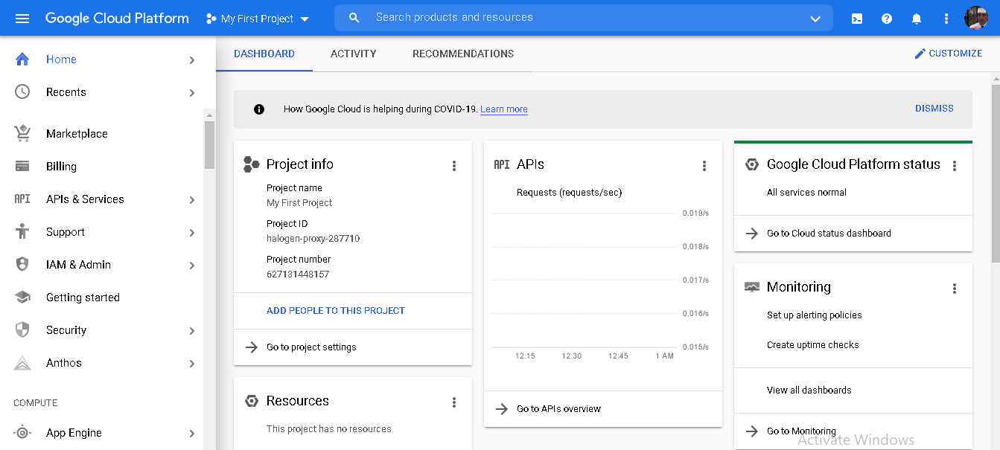 Google Cloud Platform
My First Project
Search products and resources
Home
Recents
Marketplace
Billing
API
APIs & Services
Support
IAM & Admin
Getting started
Security
Anthos
COMPUTE
App Engine
DASHBOARD
ACTIVITY
RECOMMENDATIONS
CUSTOMIZE
How Google Cloud is helping during COVID-19. Learn more
DISMISS
Project info
Project name
My First Project
Project ID
halogen-proxy-287710
Project number
627131448157
ADD PEOPLE TO THIS PROJECT
Go to project settings
Resources
This project has no resources
API APIs
Requests (requests/sec)
0.019/s
0.018/s
0.017/s
0.016/s
0.015/s
12:15 12:30 12:45 1 AM
Go to APIs overview
Google Cloud Platform status
All services normal
Go to Cloud status dashboard
Monitoring
Set up alerting policies
Create uptime checks
View all dashboards
Go to Monitoring
Activate Windows